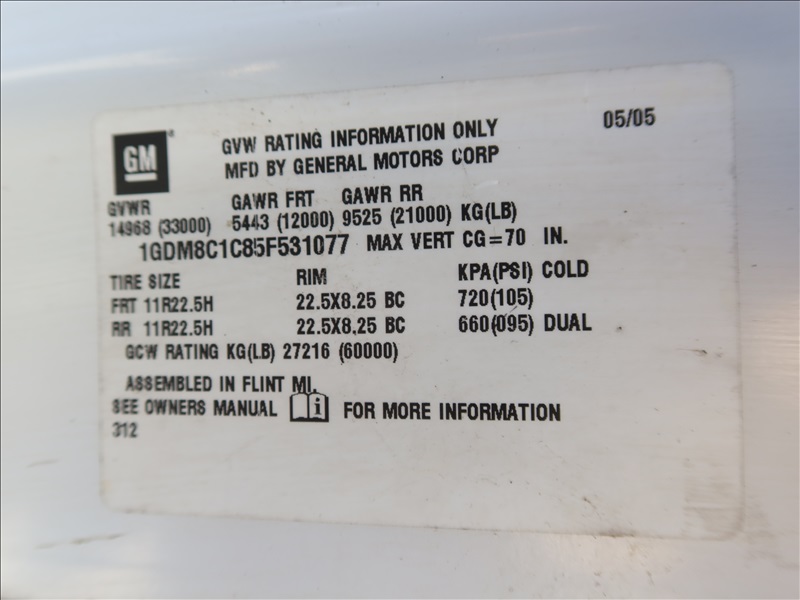 GM
GVW RATING INFORMATION ONLY 05/05
MFD BY GENERAL MOTORS CORP
GVWR GAWR FRT GAWR RR
14968 (33000) 5443 (12000) 9525 (21000) KG(LB)
1GDM8C1C85F531077 MAX VERT CG=70 IN.
TIRE SIZE RIM KPA(PSI) COLD
FRT 11R22.5H 22.5X8.25 BC 720(105)
RR 11R22.5H 22.5X8.25 BC 660(095) DUAL
GCW RATING KG(LB) 27216 (60000)
ASSEMBLED IN FLINT MI.
SEE OWNERS MANUAL i FOR MORE INFORMATION
312